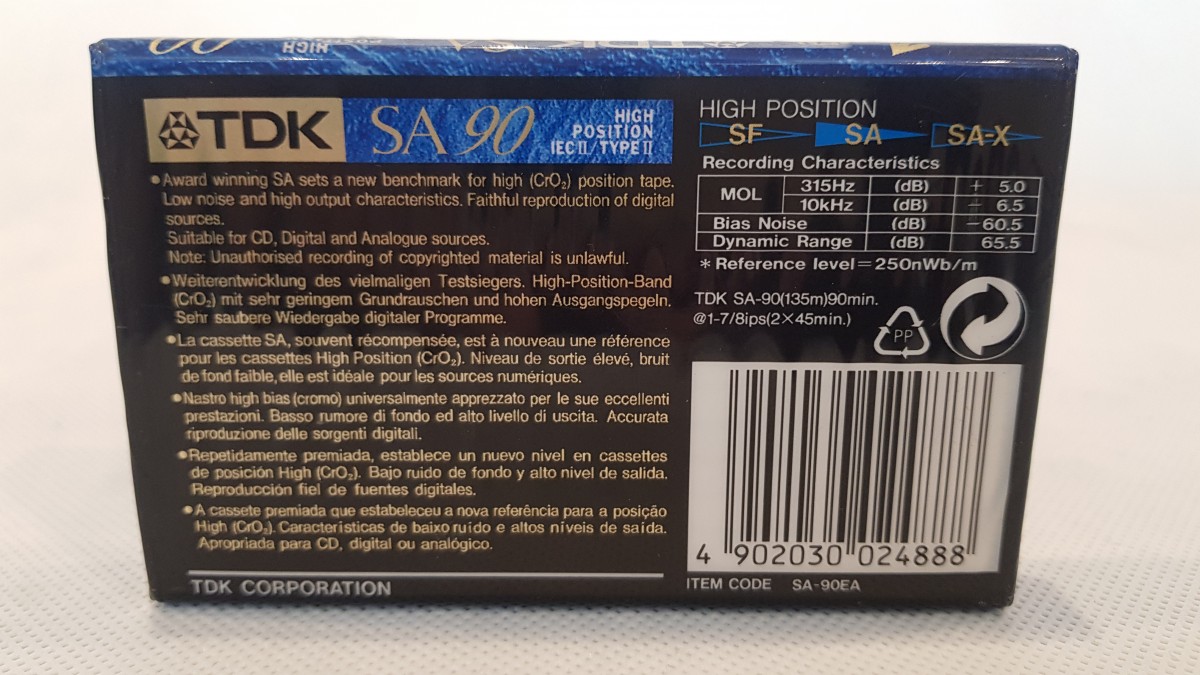 HIGH
TDK SA
TDK
SA 90
HIGH
POSITION
IEC II/TYPE II
•Award winning SA sets a new benchmark for high (CrO₂) position tape.
Low noise and high output characteristics. Faithful reproduction of digital
sources.
Suitable for CD, Digital and Analogue sources.
Note: Unauthorised recording of copyrighted material is unlawful.
•Weiterentwicklung des vielmaligen Testsiegers. High-Position-Band
(CrO₂) mit sehr geringem Grundrauschen und hohen Ausgangspegeln.
Sehr saubere Wiedergabe digitaler Programme.
•La cassette SA, souvent récompensée, est à nouveau une référence
pour les cassettes High Position (CrO₂). Niveau de sortie élevé, bruit
de fond faible, elle est idéale pour les sources numériques.
•Nastro high bias (cromo) universalmente apprezzato per le sue eccellenti
prestazioni. Basso rumore di fondo ed alto livello di uscita. Accurata
riproduzione delle sorgenti digitali.
•Repetidamente premiada, establece un nuevo nivel en cassettes
de posición High (CrO₂). Bajo ruido de fondo y alto nivel de salida.
Reproducción fiel de fuentes digitales.
•A cassete premiada que estabeleceu a nova referência para a posição
High (CrO₂). Características de baixo ruído e altos níveis de saída.
Apropriada para CD, digital ou analógico.
TDK CORPORATION
HIGH POSITION
SF SA SA-X
Recording Characteristics
MOL 315Hz (dB) + 5.0
10kHz (dB) − 6.5
Bias Noise (dB) −60.5
Dynamic Range (dB) 65.5
* Reference level=250nWb/m
TDK SA-90(135m)90min.
@1-7/8ips(2×45min.)
PP
4 902030 024888
ITEM CODE SA-90EA